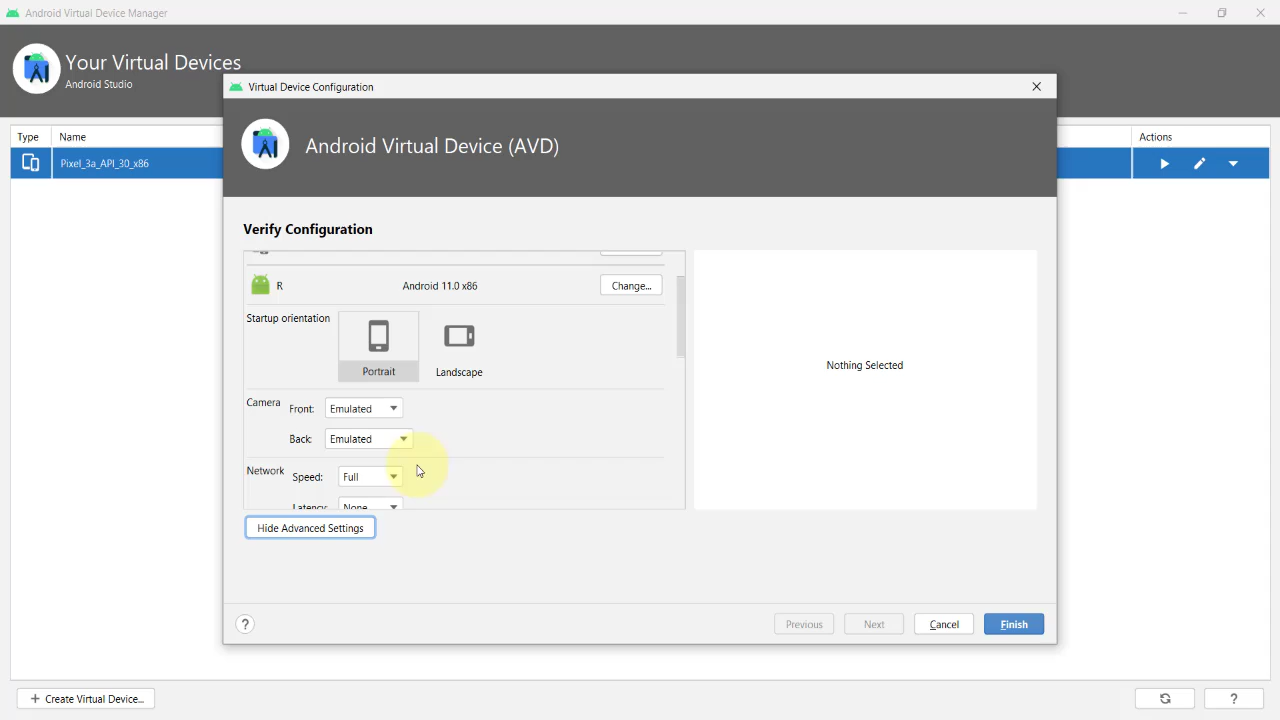 Android Virtual Device Manager
Your Virtual Devices
Android Studio
Type Name Actions
Pixel_3a_API_30_x86
Virtual Device Configuration
Android Virtual Device (AVD)
Verify Configuration
R Android 11.0 x86 Change...
Startup orientation
Portrait Landscape
Camera Front: Emulated
Back: Emulated
Network Speed: Full
Latency: None
Nothing Selected
Hide Advanced Settings
? Previous Next Cancel Finish
+ Create Virtual Device... ?